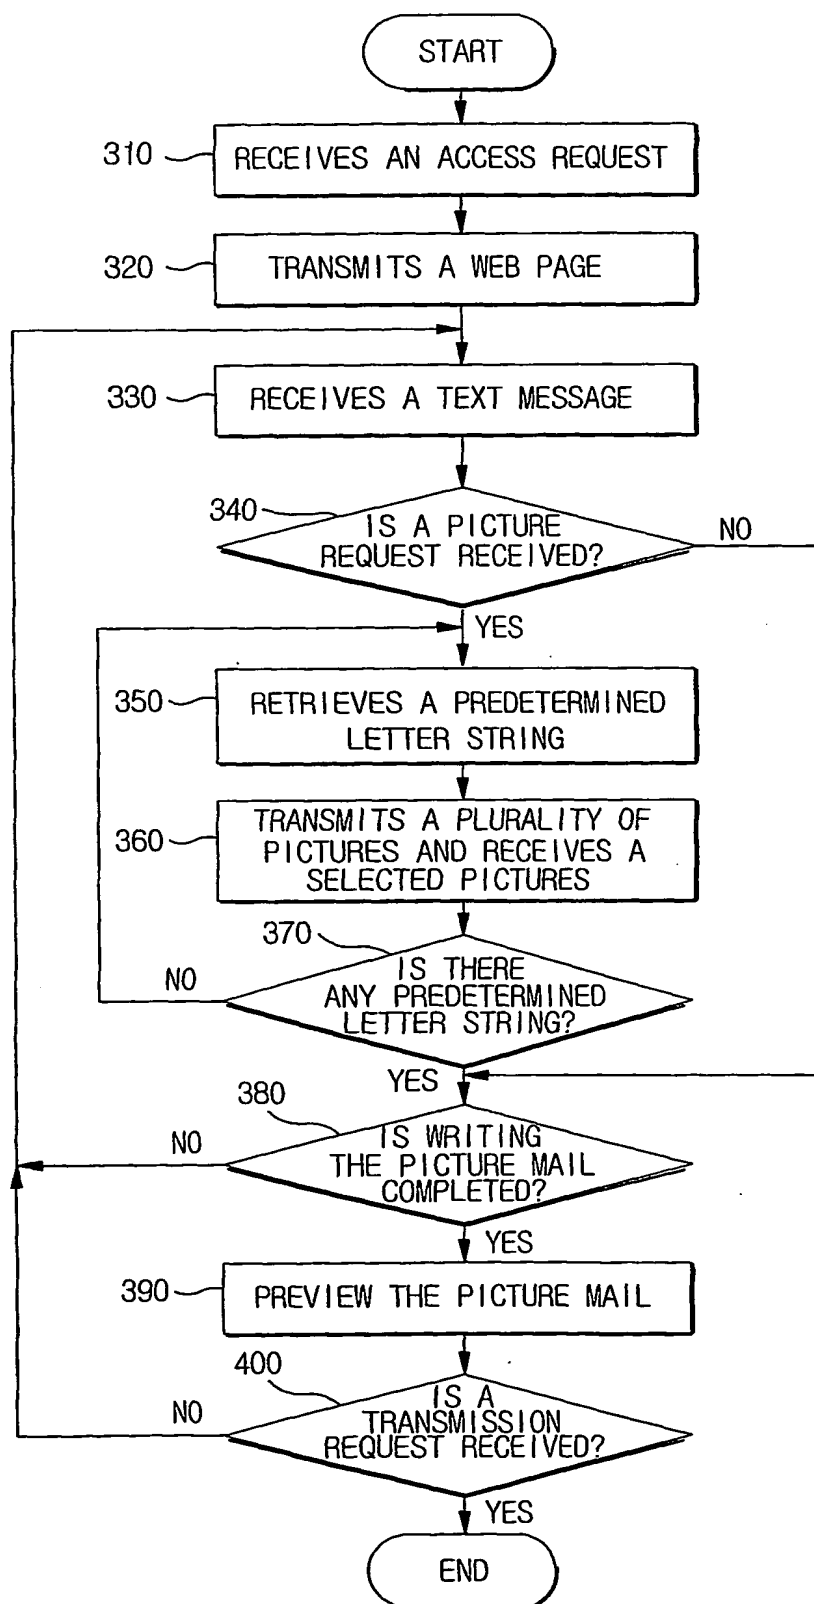 START
310
RECEIVES AN ACCESS REQUEST
320
TRANSMITS A WEB PAGE
330
RECEIVES A TEXT MESSAGE
340
IS A PICTURE
REQUEST RECEIVED?
NO
YES
350
RETRIEVES A PREDETERMINED
LETTER STRING
360
TRANSMITS A PLURALITY OF
PICTURES AND RECEIVES A
SELECTED PICTURES
370
NO
IS THERE
ANY PREDETERMINED
LETTER STRING?
YES
380
NO
IS WRITING
THE PICTURE MAIL
COMPLETED?
YES
390
PREVIEW THE PICTURE MAIL
400
NO
IS A
TRANSMISSION
REQUEST RECEIVED?
YES
END